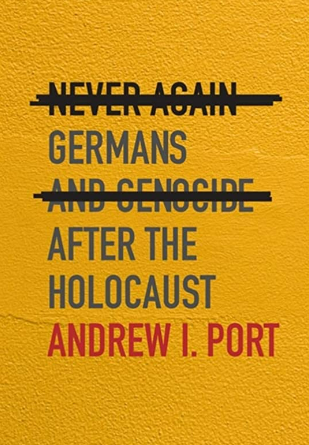 NEVER AGAIN
GERMANS
AND GENOCIDE
AFTER THE
HOLOCAUST
ANDREW I. PORT